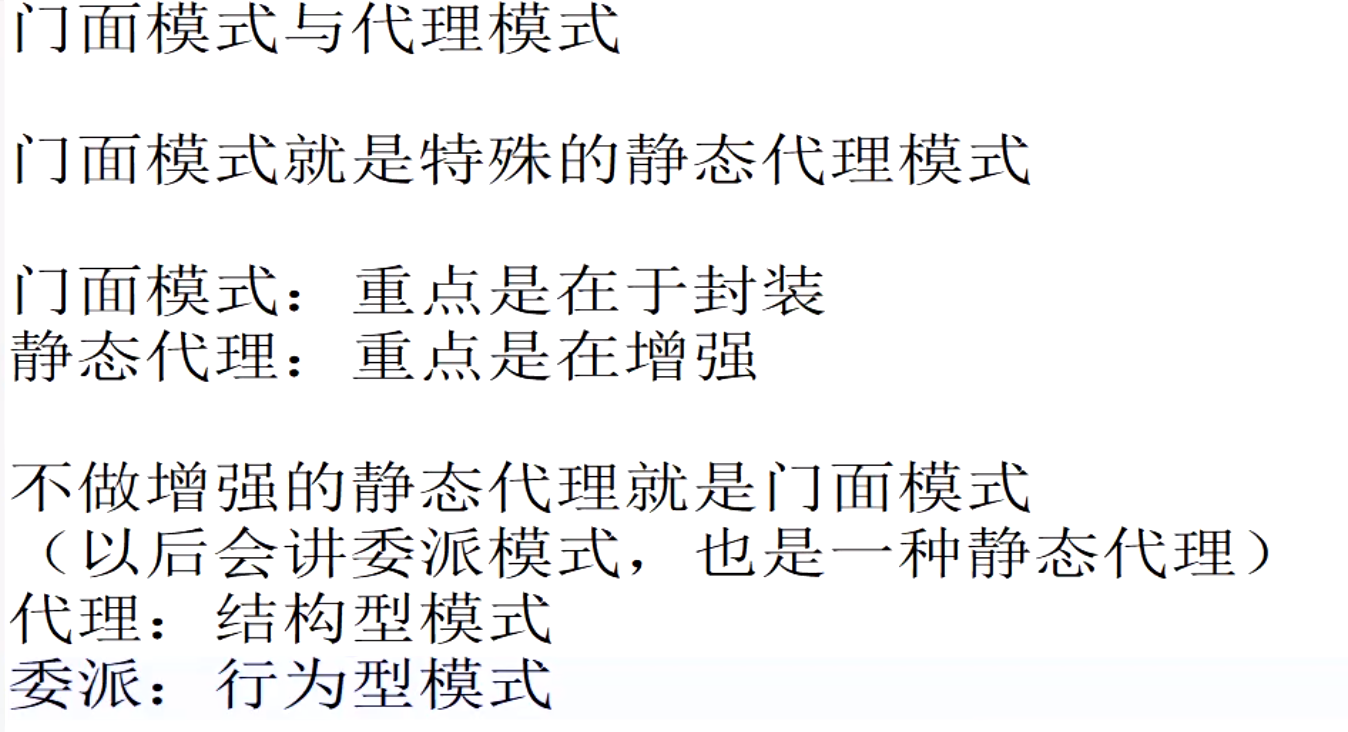 门面模式与代理模式
门面模式就是特殊的静态代理模式
门面模式：重点是在于封装
静态代理：重点是在增强
不做增强的静态代理就是门面模式
（以后会讲委派模式，也是一种静态代理）
代理：结构型模式
委派：行为型模式